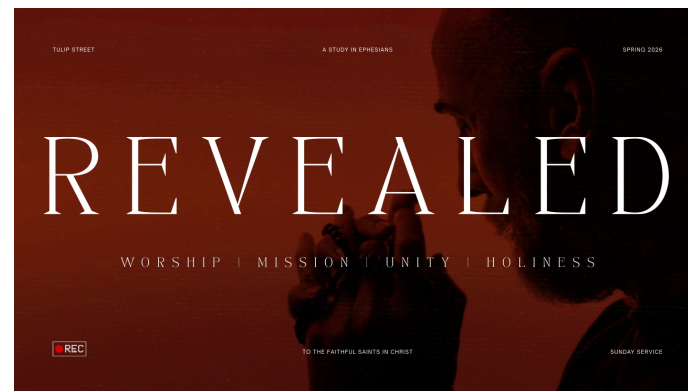 TULIP STREET
A STUDY IN EPHESIANS
SPRING 2026
REVEALED
WORSHIP | MISSION | UNITY | HOLINESS
REC
TO THE FAITHFUL SAINTS IN CHRIST
SUNDAY SERVICE